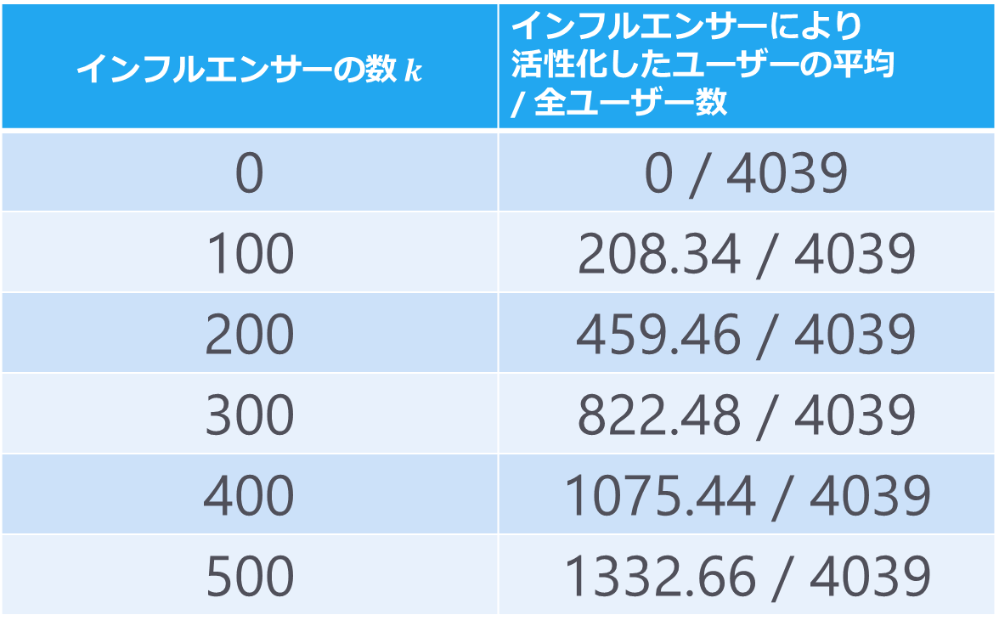 インフルエンサーの数 k
インフルエンサーにより
活性化したユーザーの平均
/ 全ユーザー数
0
0 / 4039
100
208.34 / 4039
200
459.46 / 4039
300
822.48 / 4039
400
1075.44 / 4039
500
1332.66 / 4039